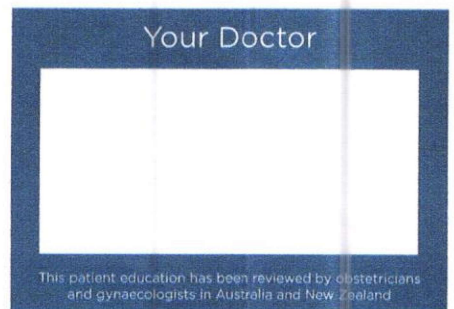 Your Doctor
This patient education has been reviewed by obstetricians
and gynaecologists in Australia and New Zealand